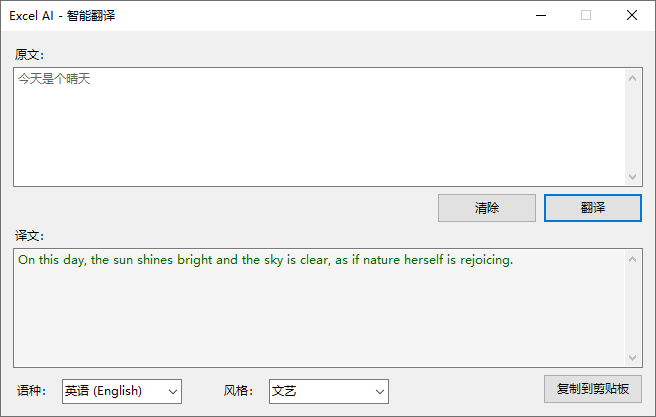 Excel AI - 智能翻译
原文：
今天是个晴天
清除 翻译
译文：
On this day, the sun shines bright and the sky is clear, as if nature herself is rejoicing.
语种： 英语 (English) 风格： 文艺 复制到剪贴板